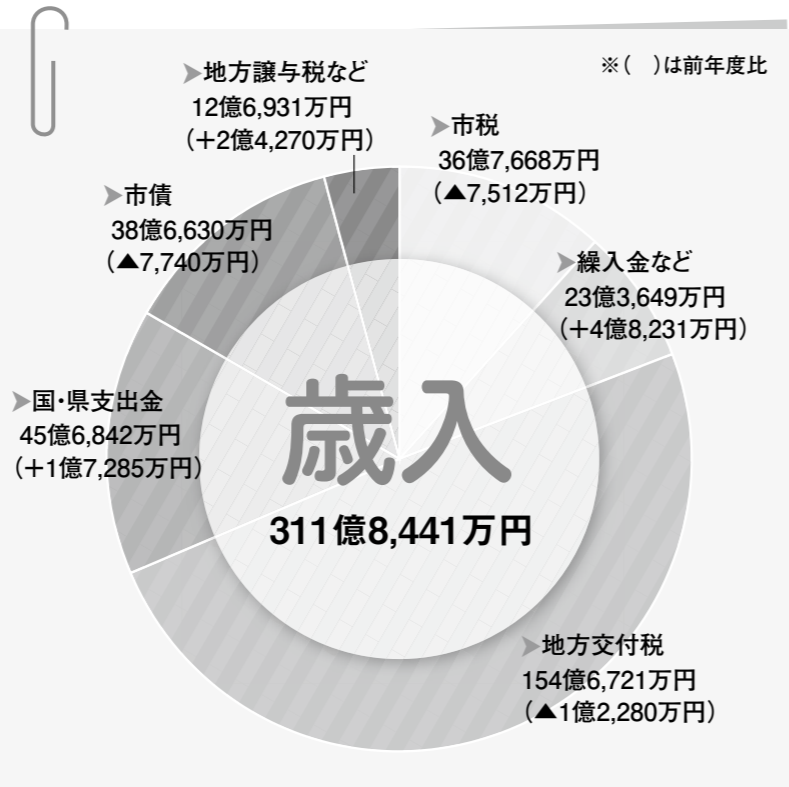 ※(　)は前年度比
➤市税
36億7,668万円
(▲7,512万円)
➤繰入金など
23億3,649万円
(＋4億8,231万円)
➤地方交付税
154億6,721万円
(▲1億2,280万円)
➤国・県支出金
45億6,842万円
(＋1億7,285万円)
➤市債
38億6,630万円
(▲7,740万円)
➤地方譲与税など
12億6,931万円
(＋2億4,270万円)
歳入
311億8,441万円